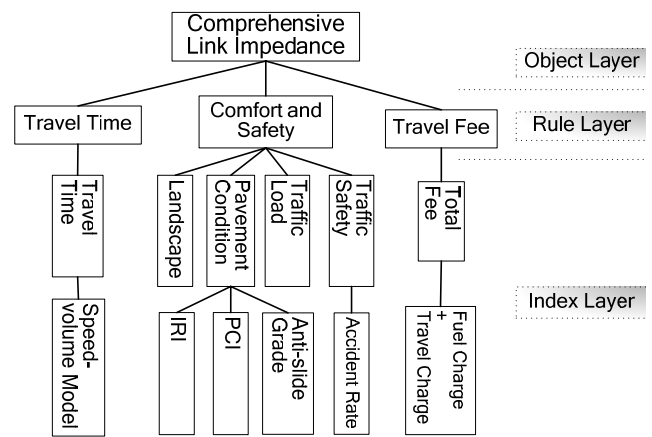 Comprehensive
Link Impedance
Object Layer
Travel Time
Comfort and
Safety
Travel Fee
Rule Layer
Travel
Time
Landscape
Pavement
Condition
Traffic
Load
Traffic
Safety
Total
Fee
Index Layer
Speed-
volume Model
IRI
PCI
Anti-slide
Grade
Accident Rate
Fuel Charge
+
Travel Charge